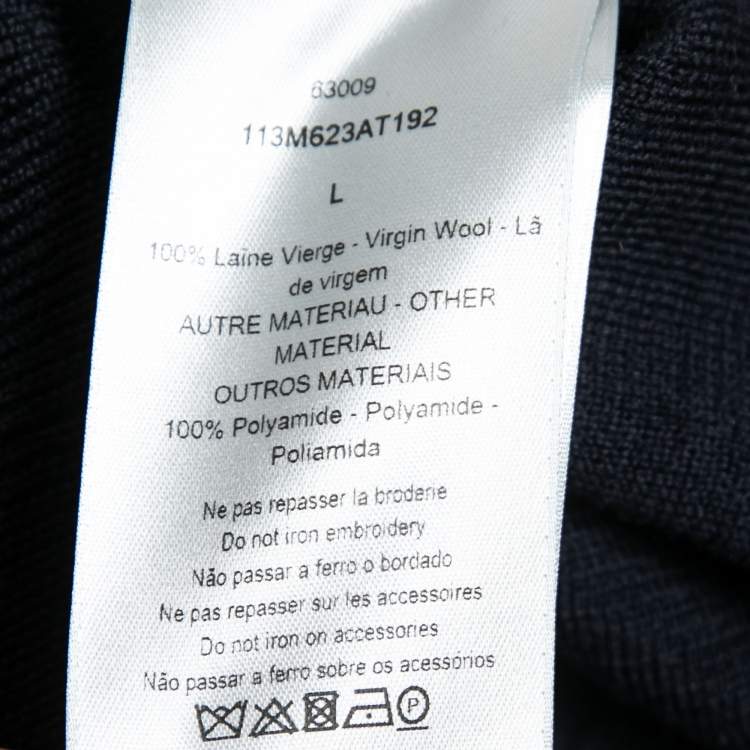 63009
113M623AT192
L
100% Laine Vierge - Virgin Wool - Lã
de virgem
AUTRE MATERIAU - OTHER
MATERIAL
OUTROS MATERIAIS
100% Polyamide - Polyamide -
Poliamida
Ne pas repasser la broderie
Do not iron embroidery
Não passar a ferro o bordado
Ne pas repasser sur les accessoires
Do not iron on accessories
Não passar a ferro sobre os acessórios
P